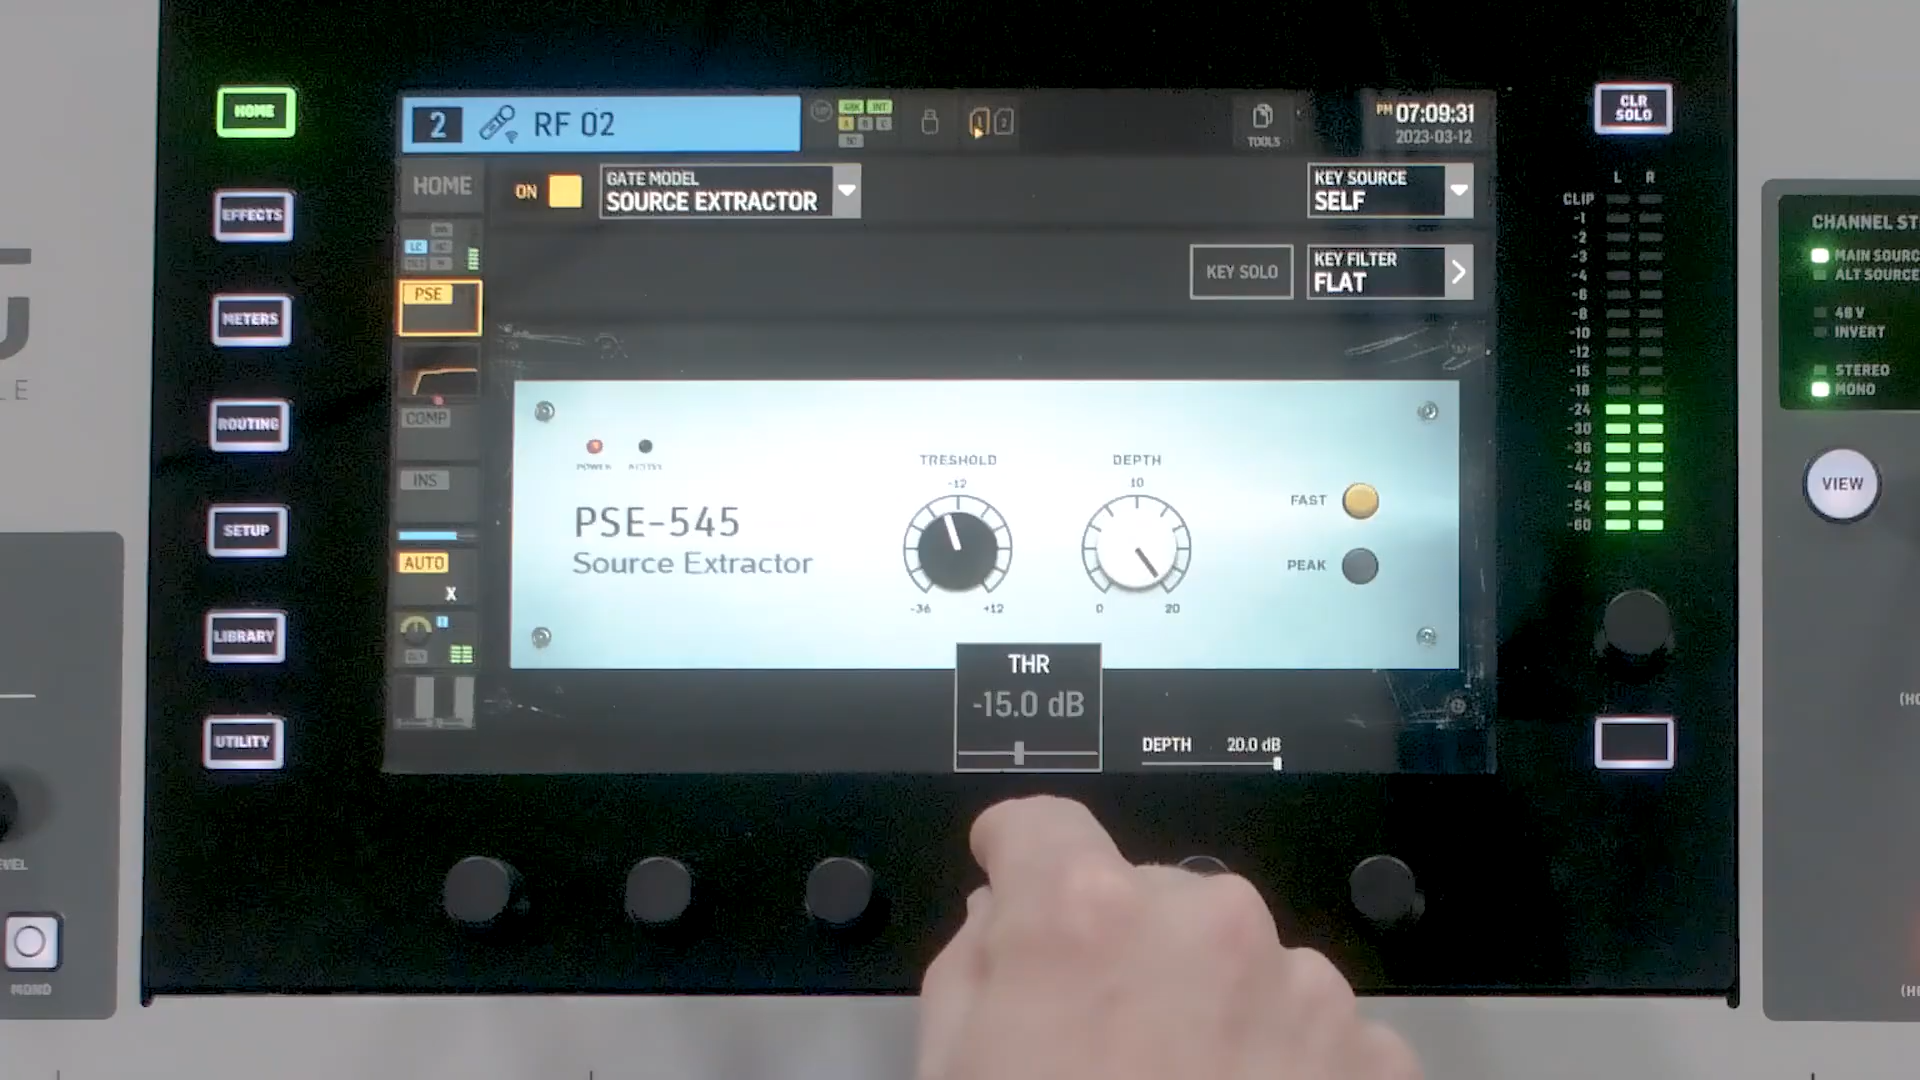 HOME
EFFECTS
METERS
ROUTING
SETUP
LIBRARY
UTILITY
LE
MONO
2 RF 02
TOOLS
PM 07:09:31
2023-03-12
HOME
ON
GATE MODEL
SOURCE EXTRACTOR
KEY SOURCE
SELF
KEY SOLO
KEY FILTER
FLAT
LC
PSE
COMP
INS
AUTO
X
POWER
PSE-545
Source Extractor
TRESHOLD
-12
-36
+12
DEPTH
10
0
20
FAST
PEAK
THR
-15.0 dB
DEPTH 20.0 dB
CLR
SOLO
L R
CLIP
-1
-2
-3
-4
-6
-8
-10
-12
-15
-18
-24
-30
-36
-42
-48
-54
-60
CHANNEL ST
MAIN SOURC
ALT SOURCE
48 V
INVERT
STEREO
MONO
VIEW